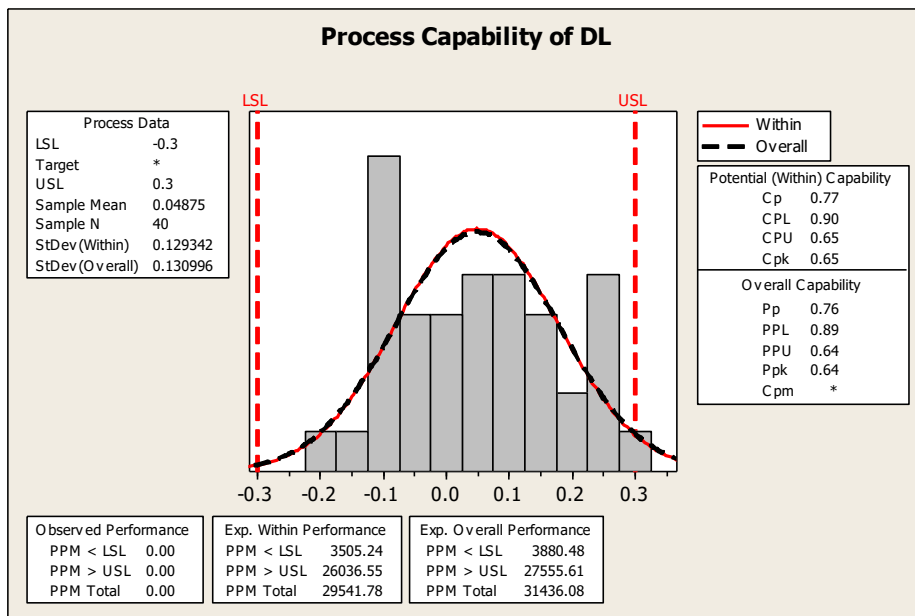 Process Capability of DL
LSL
USL
Process Data
LSL -0.3
Target *
USL 0.3
Sample Mean 0.04875
Sample N 40
StDev(Within) 0.129342
StDev(Overall) 0.130996
Within
Overall
Potential (Within) Capability
Cp 0.77
CPL 0.90
CPU 0.65
Cpk 0.65
Overall Capability
Pp 0.76
PPL 0.89
PPU 0.64
Ppk 0.64
Cpm *
-0.3 -0.2 -0.1 0.0 0.1 0.2 0.3
Observed Performance
PPM < LSL 0.00
PPM > USL 0.00
PPM Total 0.00
Exp. Within Performance
PPM < LSL 3505.24
PPM > USL 26036.55
PPM Total 29541.78
Exp. Overall Performance
PPM < LSL 3880.48
PPM > USL 27555.61
PPM Total 31436.08